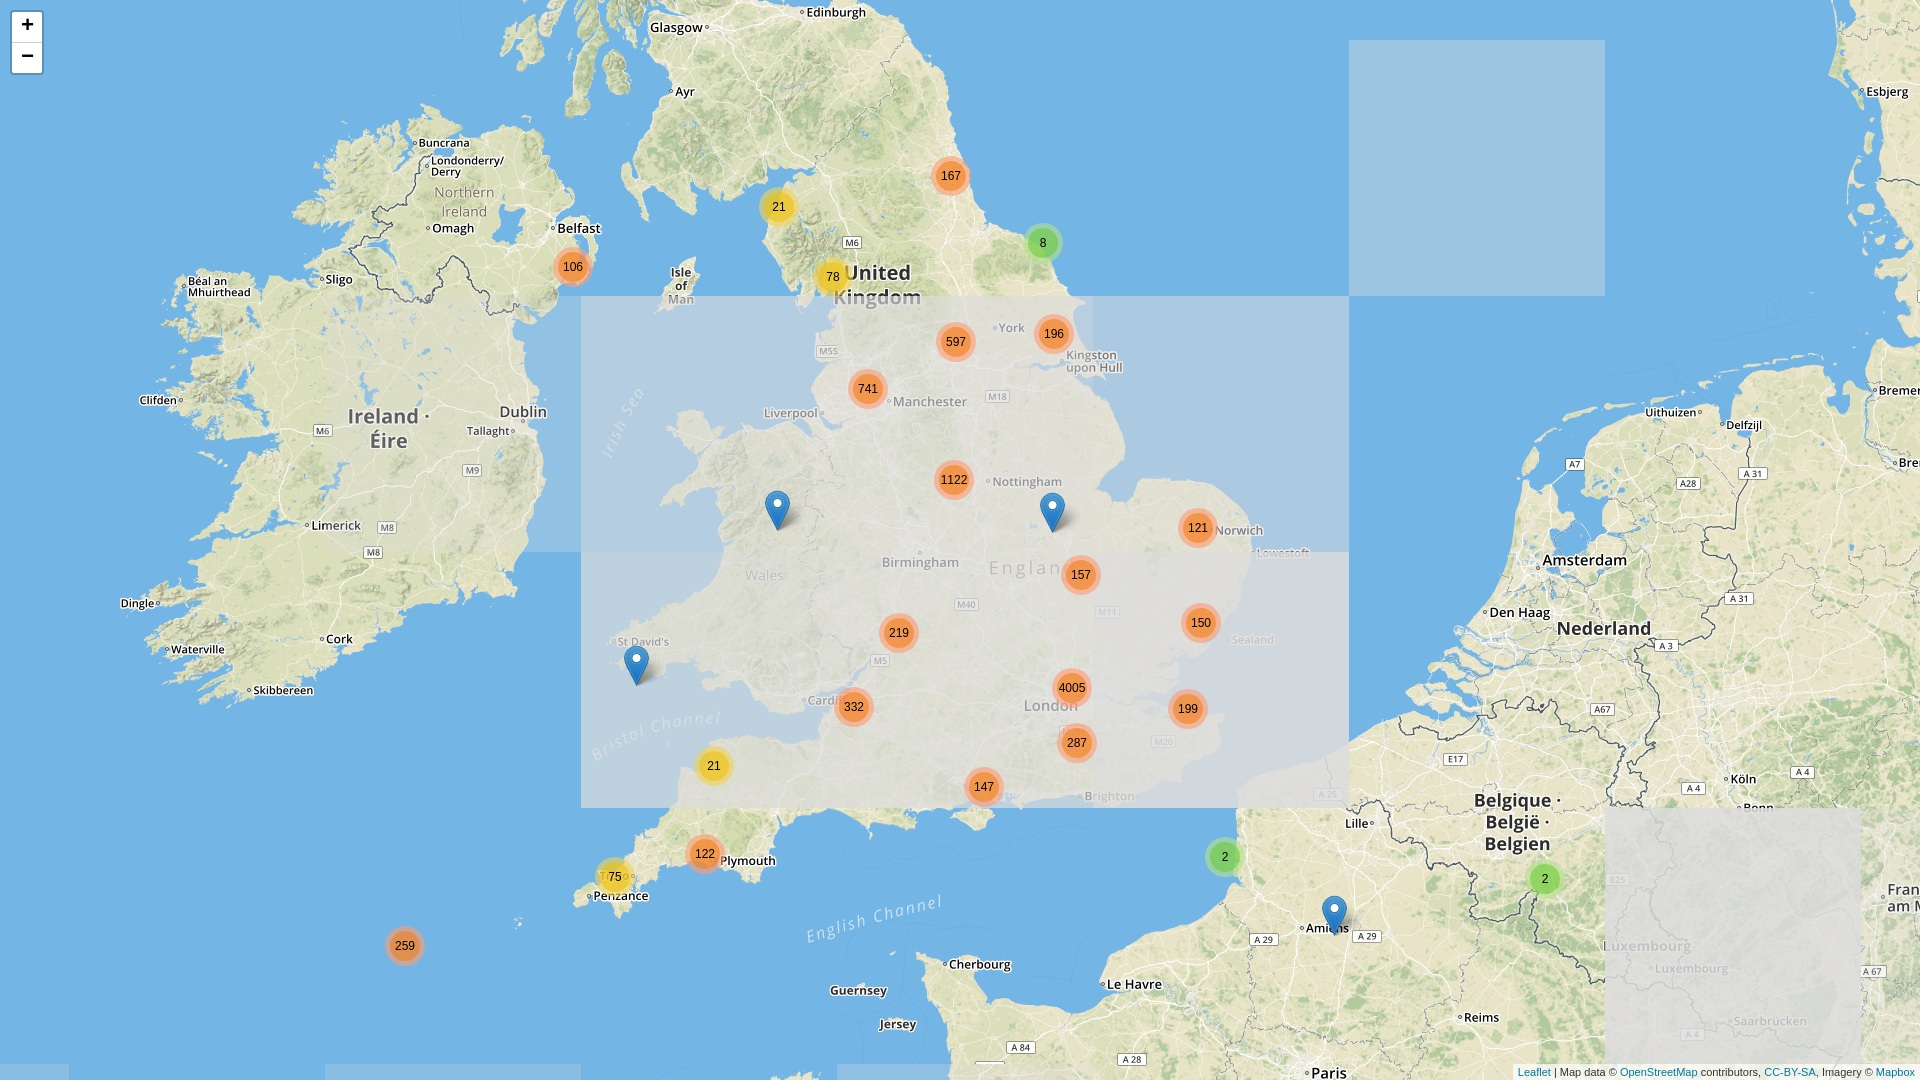 +
−
Edinburgh
Glasgow
Ayr
Esbjerg
Buncrana
Londonderry/
Derry
Northern
Ireland
Omagh
Belfast
167
21
8
106
M6
78
United
Kingdom
Isle
of
Man
Sligo
Béal an
Mhuirthead
York
196
597
M55
Kingston
upon Hull
741
Manchester
M18
Liverpool
Irish Sea
Clifden
Ireland ·
Éire
Dublin
Tallaght
M6
M9
Uithuizen
Delfzijl
A7
A 31
A28
1122
Nottingham
Limerick
M8
M8
121
Norwich
Lowestoft
Birmingham
Wales
157
Amsterdam
Dingle
M40
M11
A 31
Den Haag
Nederland
219
150
Sealand
Cork
Waterville
St David's
M5
A 3
Skibbereen
4005
London
332
199
A67
Bristol Channel
287
M20
21
E17
A 4
Köln
A 4
147
Brighton
A 25
Belgique ·
België ·
Belgien
Lille
122
Plymouth
2
2
75
Penzance
E25
English Channel
259
Amiens
A 29
A 29
Luxembourg
Luxembourg
A 67
Cherbourg
Le Havre
Guernsey
Jersey
Reims
Saarbrücken
A 4
A 84
A 28
Paris
Leaflet | Map data © OpenStreetMap contributors, CC-BY-SA, Imagery © Mapbox